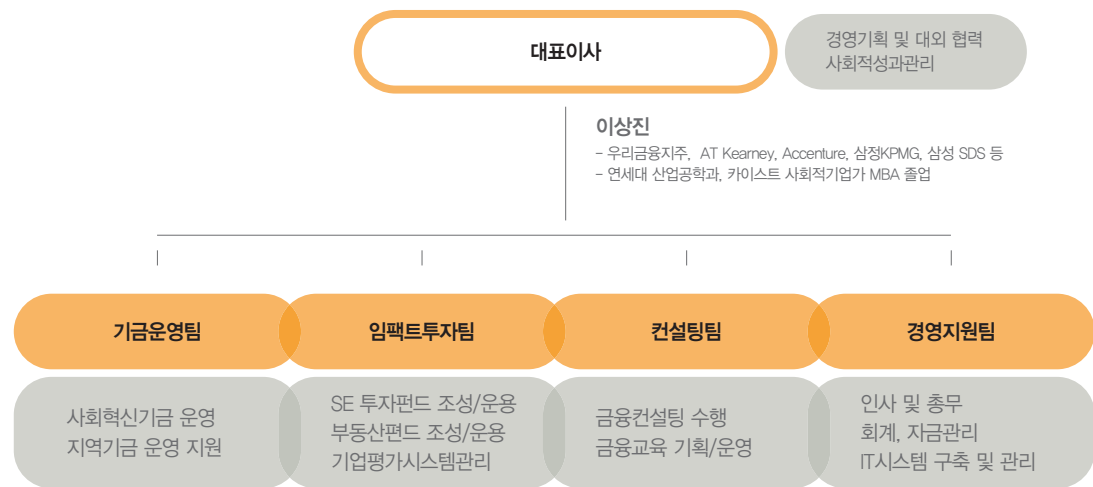 대표이사
경영기획 및 대외 협력
사회적성과관리
이상진
- 우리금융지주, AT Kearney, Accenture, 삼정KPMG, 삼성 SDS 등
- 연세대 산업공학과, 카이스트 사회적기업가 MBA 졸업
기금운영팀
임팩트투자팀
컨설팅팀
경영지원팀
사회혁신기금 운영
지역기금 운영 지원
SE 투자펀드 조성/운용
부동산편드 조성/운용
기업평가시스템관리
금융컨설팅 수행
금융교육 기획/운영
인사 및 총무
회계, 자금관리
IT시스템 구축 및 관리